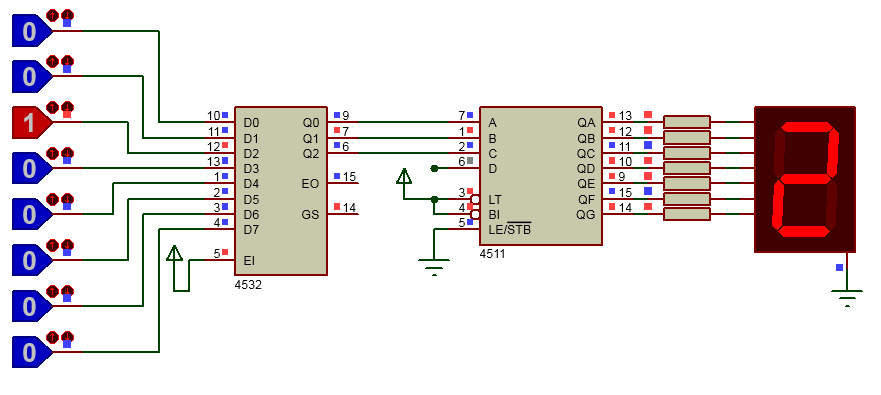 0
0
1
0
0
0
0
0
10 D0 Q0 9
11 D1 Q1 7
12 D2 Q2 6
13 D3
1 D4 EO 15
2 D5
3 D6 GS 14
4 D7
5 EI
4532
7 A QA 13
1 B QB 12
2 C QC 11
6 D QD 10
QE 9
3 LT QF 15
4 BI QG 14
5 LE/STB
4511
2